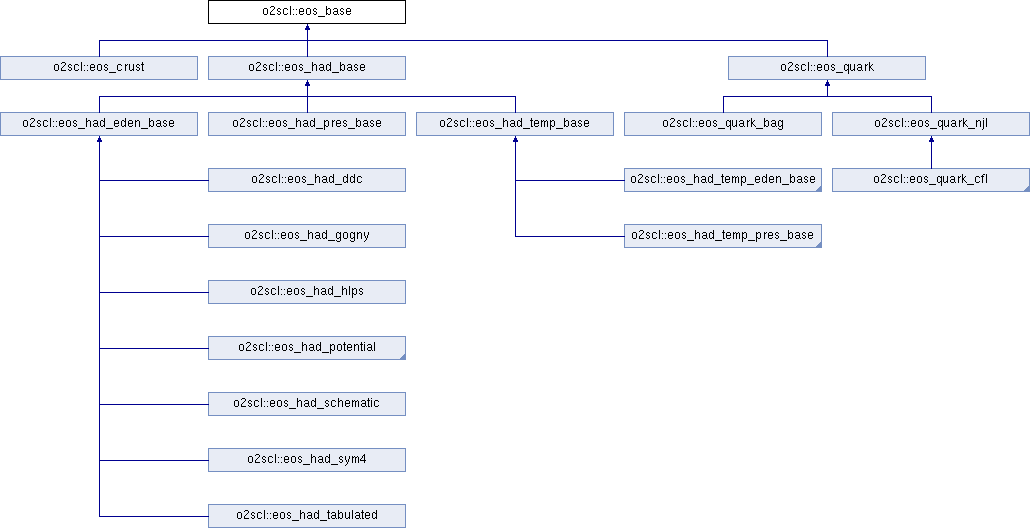 o2scl::eos_base
o2scl::eos_crust
o2scl::eos_had_base
o2scl::eos_quark
o2scl::eos_had_eden_base
o2scl::eos_had_pres_base
o2scl::eos_had_temp_base
o2scl::eos_quark_bag
o2scl::eos_quark_njl
o2scl::eos_had_ddc
o2scl::eos_had_temp_eden_base
o2scl::eos_quark_cfl
o2scl::eos_had_gogny
o2scl::eos_had_temp_pres_base
o2scl::eos_had_hlps
o2scl::eos_had_potential
o2scl::eos_had_schematic
o2scl::eos_had_sym4
o2scl::eos_had_tabulated